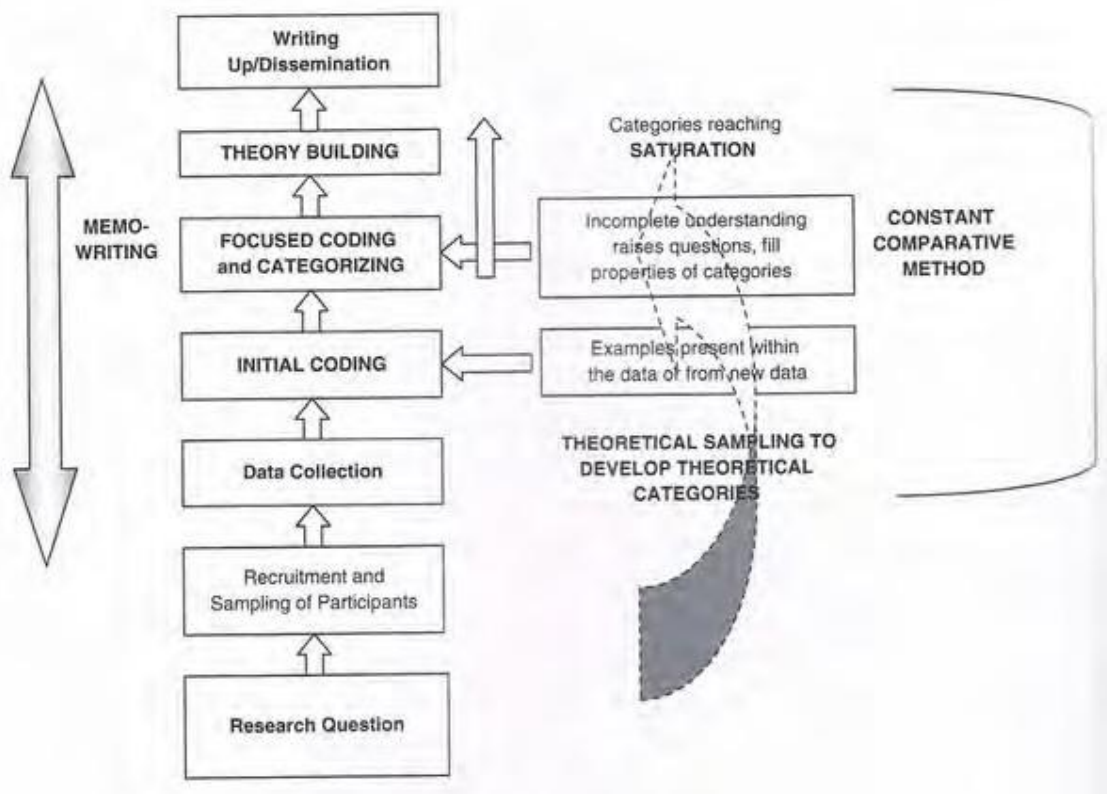 Writing
Up/Dissemination
THEORY BUILDING
MEMO-
WRITING
FOCUSED CODING
and CATEGORIZING
INITIAL CODING
Data Collection
Recruitment and
Sampling of Participants
Research Question
Categories reaching
SATURATION
Incomplete understanding
raises questions, fill
properties of categories
Examples present within
the data or from new data
THEORETICAL SAMPLING TO
DEVELOP THEORETICAL
CATEGORIES
CONSTANT
COMPARATIVE
METHOD